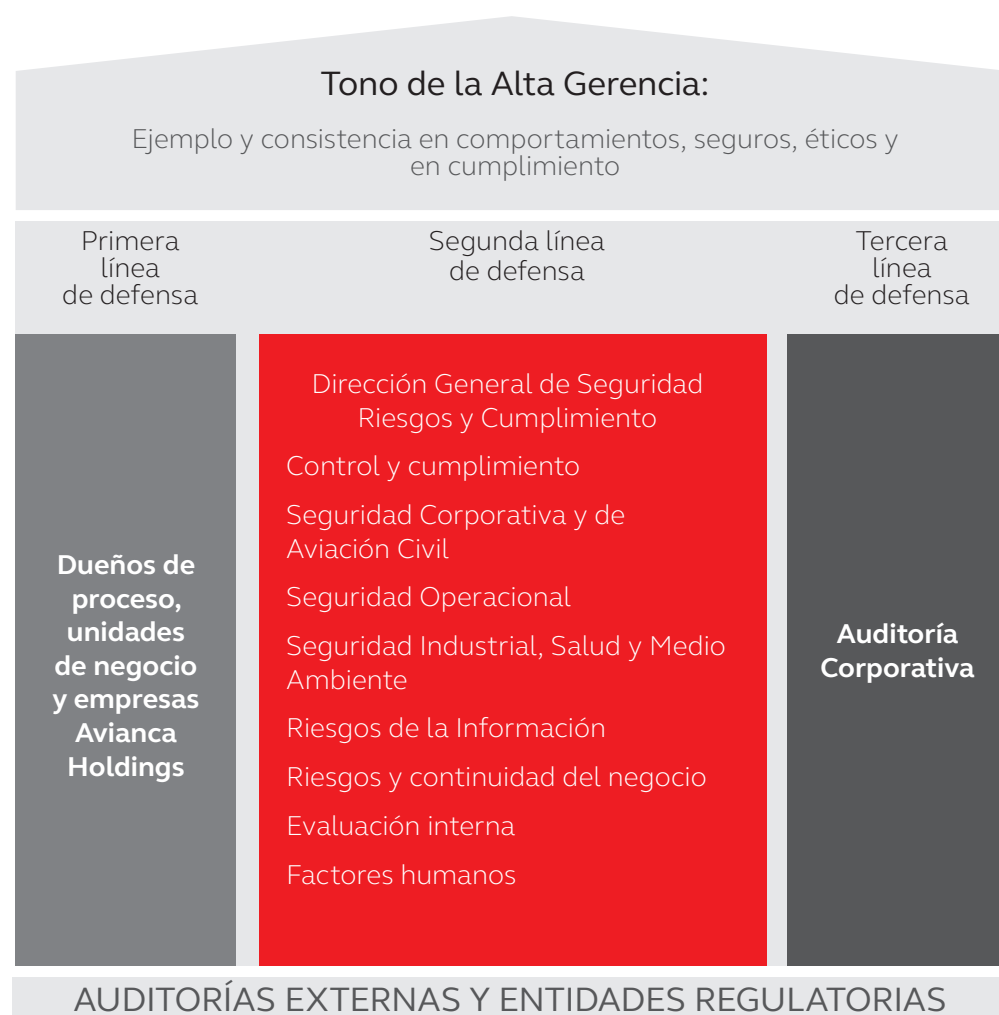 Tono de la Alta Gerencia:
Ejemplo y consistencia en comportamientos, seguros, éticos y
en cumplimiento
Primera
línea
de defensa
Segunda línea
de defensa
Tercera
línea
de defensa
Dueños de
proceso,
unidades
de negocio
y empresas
Avianca
Holdings
Dirección General de Seguridad
Riesgos y Cumplimiento
Control y cumplimiento
Seguridad Corporativa y de
Aviación Civil
Seguridad Operacional
Seguridad Industrial, Salud y Medio
Ambiente
Riesgos de la Información
Riesgos y continuidad del negocio
Evaluación interna
Factores humanos
Auditoría
Corporativa
AUDITORÍAS EXTERNAS Y ENTIDADES REGULATORIAS